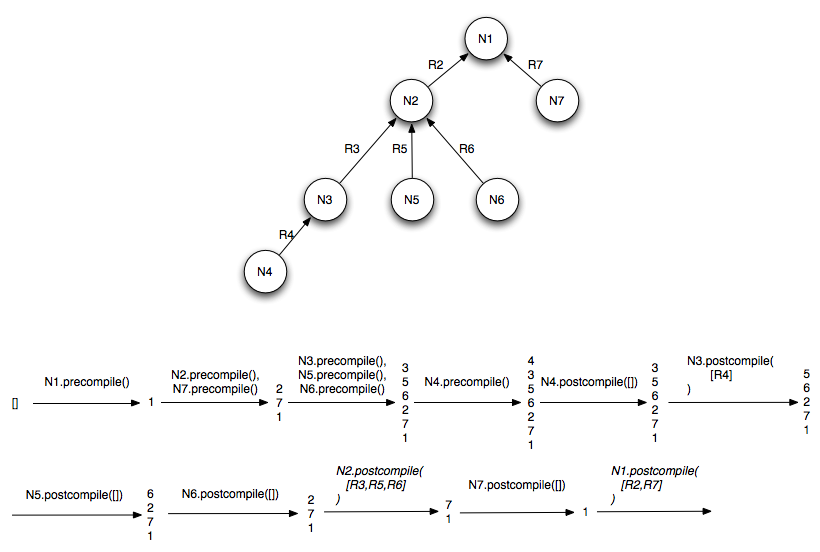 N1
R2
R7
N2
N7
R3
R5
R6
N3
N5
N6
R4
N4
[]
N1.precompile()
1
N2.precompile(),
N7.precompile()
2
7
1
N3.precompile(),
N5.precompile(),
N6.precompile()
3
5
6
2
7
1
N4.precompile()
4
3
5
6
2
7
1
N4.postcompile([])
3
5
6
2
7
1
N3.postcompile(
[R4]
)
5
6
2
7
1
N5.postcompile([])
6
2
7
1
N6.postcompile([])
2
7
1
N2.postcompile(
[R3,R5,R6]
)
7
1
N7.postcompile([])
1
N1.postcompile(
[R2,R7]
)